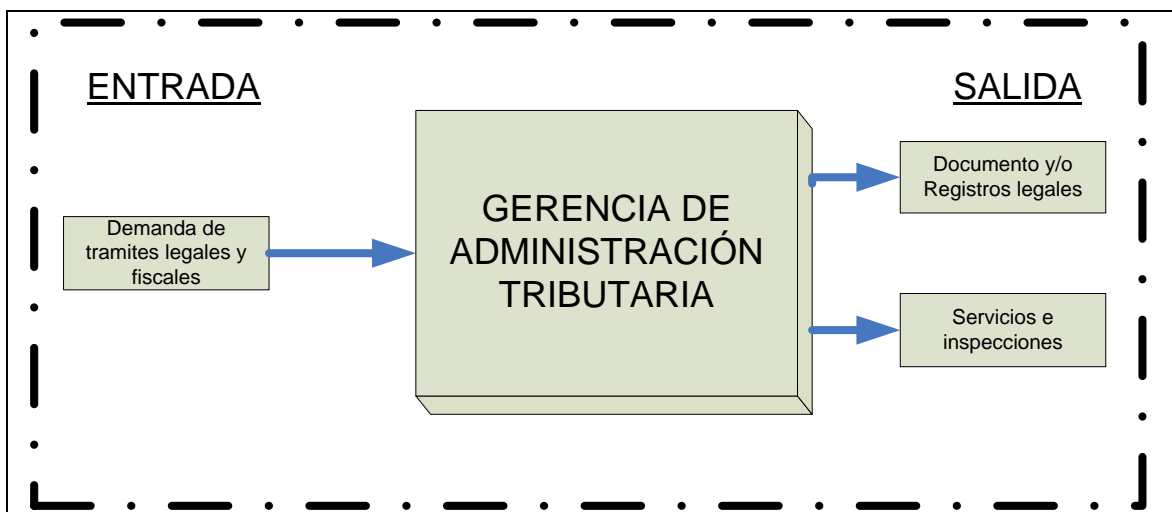 ENTRADA
SALIDA
Demanda de
tramites legales y
fiscales
GERENCIA DE
ADMINISTRACIÓN
TRIBUTARIA
Documento y/o
Registros legales
Servicios e
inspecciones